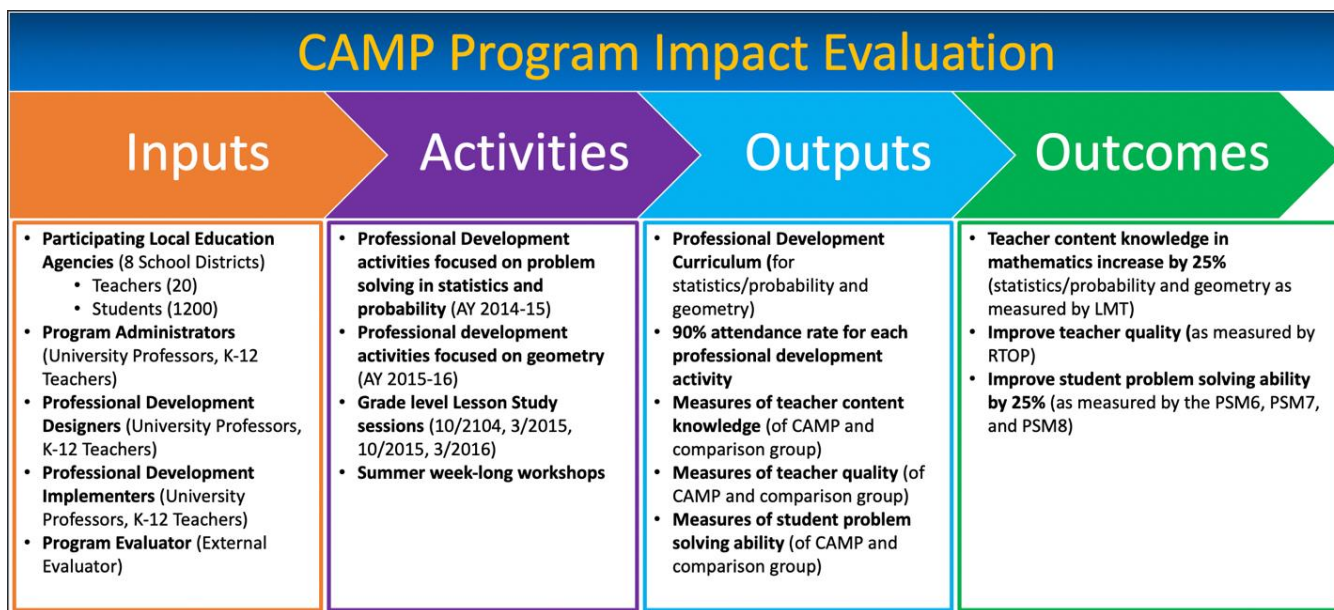 CAMP Program Impact Evaluation
Inputs
Activities
Outputs
Outcomes
• Participating Local Education
Agencies (8 School Districts)
• Teachers (20)
• Students (1200)
• Program Administrators
(University Professors, K-12
Teachers)
• Professional Development
Designers (University Professors,
K-12 Teachers)
• Professional Development
Implementers (University
Professors, K-12 Teachers)
• Program Evaluator (External
Evaluator)
• Professional Development
activities focused on problem
solving in statistics and
probability (AY 2014-15)
• Professional development
activities focused on geometry
(AY 2015-16)
• Grade level Lesson Study
sessions (10/2104, 3/2015,
10/2015, 3/2016)
• Summer week-long workshops
• Professional Development
Curriculum (for
statistics/probability and
geometry)
• 90% attendance rate for each
professional development
activity
• Measures of teacher content
knowledge (of CAMP and
comparison group)
• Measures of teacher quality (of
CAMP and comparison group)
• Measures of student problem
solving ability (of CAMP and
comparison group)
• Teacher content knowledge in
mathematics increase by 25%
(statistics/probability and geometry as
measured by LMT)
• Improve teacher quality (as measured by
RTOP)
• Improve student problem solving ability
by 25% (as measured by the PSM6, PSM7,
and PSM8)